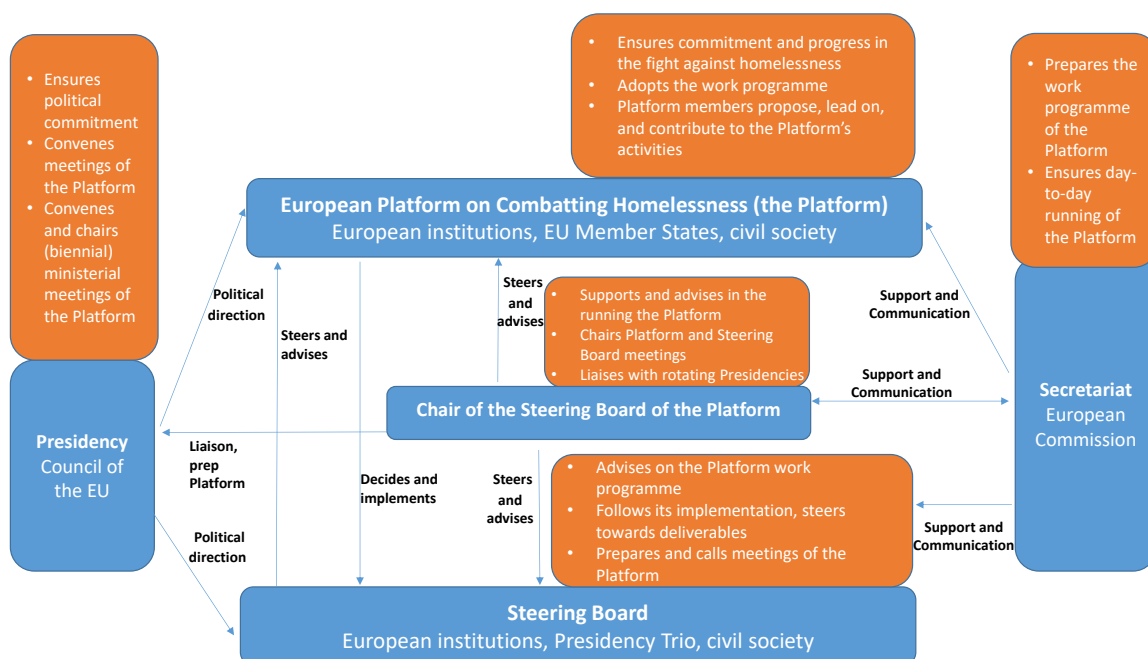 Ensures
political
commitment
Convenes
meetings of
the Platform
Convenes
and chairs
(biennial)
ministerial
meetings of
the Platform
Presidency
Council of
the EU
Ensures commitment and progress in
the fight against homelessness
Adopts the work programme
Platform members propose, lead on,
and contribute to the Platform's
activities
European Platform on Combatting Homelessness (the Platform)
European institutions, EU Member States, civil society
Prepares the
work
programme
of the
Platform
Ensures day-
to-day
running of
the Platform
Secretariat
European
Commission
Political
direction
Steers and
advises
Steers
and
advises
Supports and advises in the
running the Platform
Chairs Platform and Steering
Board meetings
Liaises with rotating Presidencies
Support and
Communication
Chair of the Steering Board of the Platform
Support and
Communication
Liaison,
prep
Platform
Decides and
implements
Steers
and
advises
Advises on the Platform work
programme
Follows its implementation, steers
towards deliverables
Prepares and calls meetings of the
Platform
Support and
Communication
Political
direction
Steering Board
European institutions, Presidency Trio, civil society